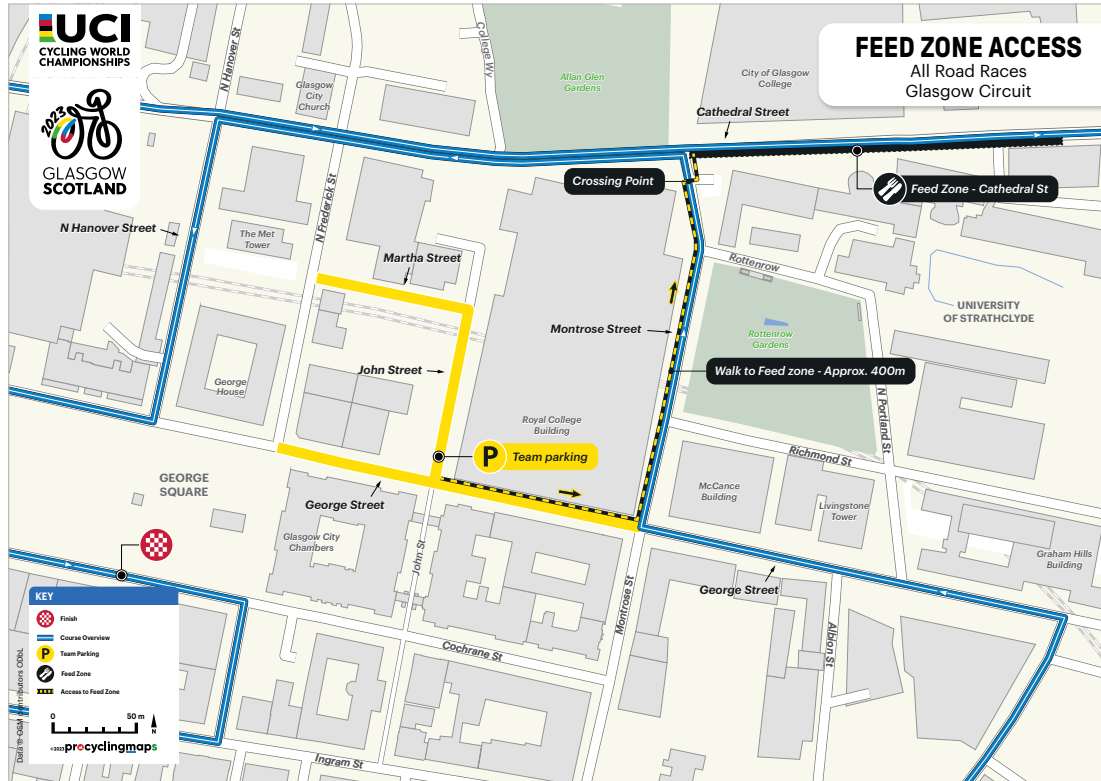 UCI
CYCLING WORLD
CHAMPIONSHIPS
2023
GLASGOW
SCOTLAND
FEED ZONE ACCESS
All Road Races
Glasgow Circuit
N Hanover St
College Wy
Glasgow
City
Church
Allan Glen
Gardens
City of Glasgow
College
Cathedral Street
Crossing Point
Feed Zone - Cathedral St
N Hanover Street
The Met
Tower
N Frederick St
Martha Street
Rottenrow
UNIVERSITY
OF STRATHCLYDE
Montrose Street
Rottenrow
Gardens
John Street
Walk to Feed zone - Approx. 400m
George
House
N Portland St
Royal College
Building
P
Team parking
Richmond St
GEORGE
SQUARE
George Street
McCance
Building
Livingstone
Tower
Glasgow City
Chambers
John St
Graham Hills
Building
George Street
Montrose St
Albion St
Cochrane St
Ingram St
KEY
Finish
Course Overview
P
Team Parking
Feed Zone
Access to Feed Zone
0
50 m
N
©2023 procyclingmaps
Data © OSM contributors ODbL